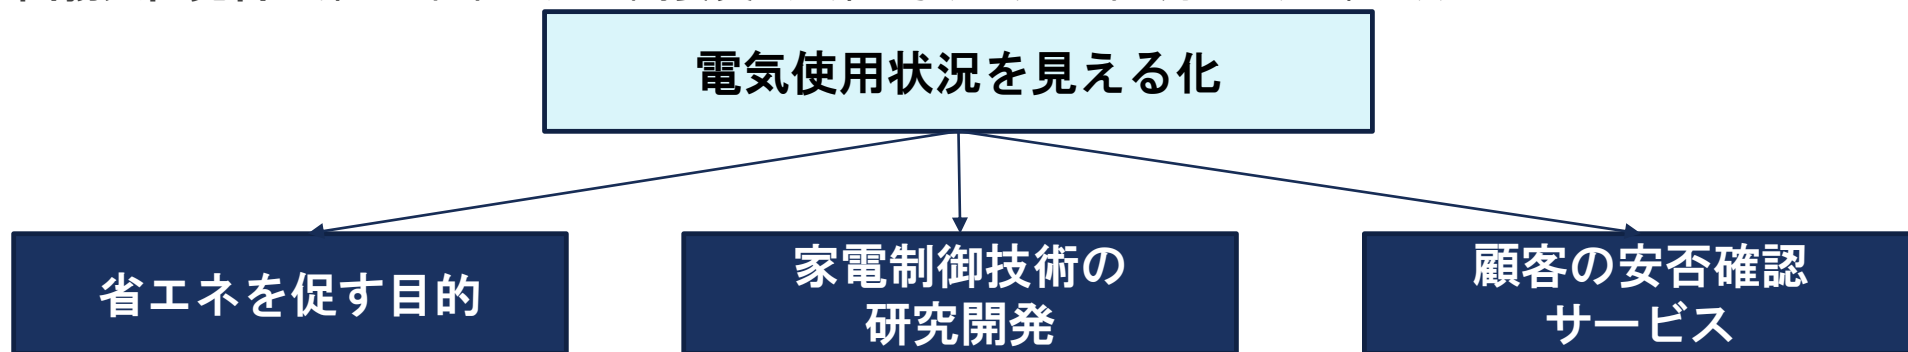 電気使用状況を見える化
省エネを促す目的
家電制御技術の
研究開発
顧客の安否確認
サービス